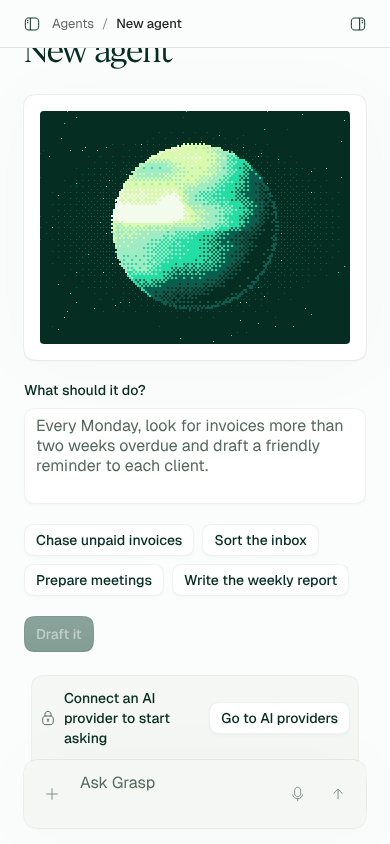 Agents / New agent
New agent
What should it do?
Every Monday, look for invoices more than
two weeks overdue and draft a friendly
reminder to each client.
Chase unpaid invoices
Sort the inbox
Prepare meetings
Write the weekly report
Draft it
Connect an AI
provider to start
asking
Go to AI providers
Ask Grasp